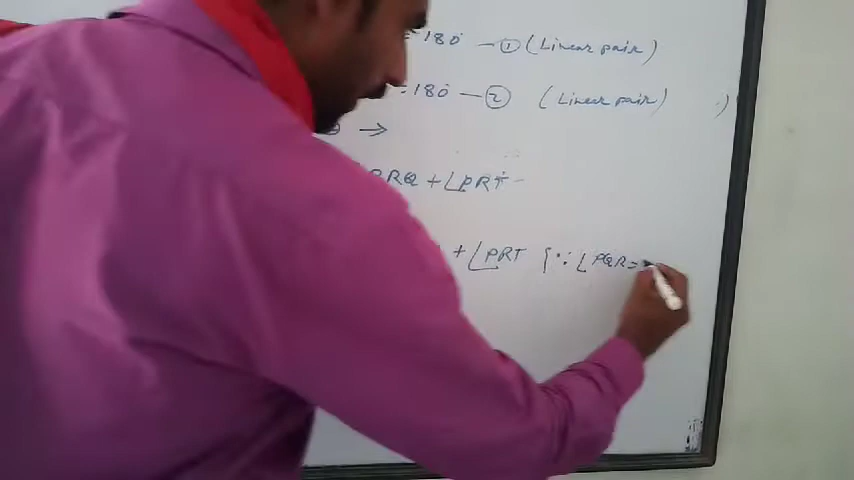 180° — ① (Linear pair)
= 180 — ② (Linear pair)
→
PRQ + ∠PRT
+ ∠PRT {∵ ∠PQR =